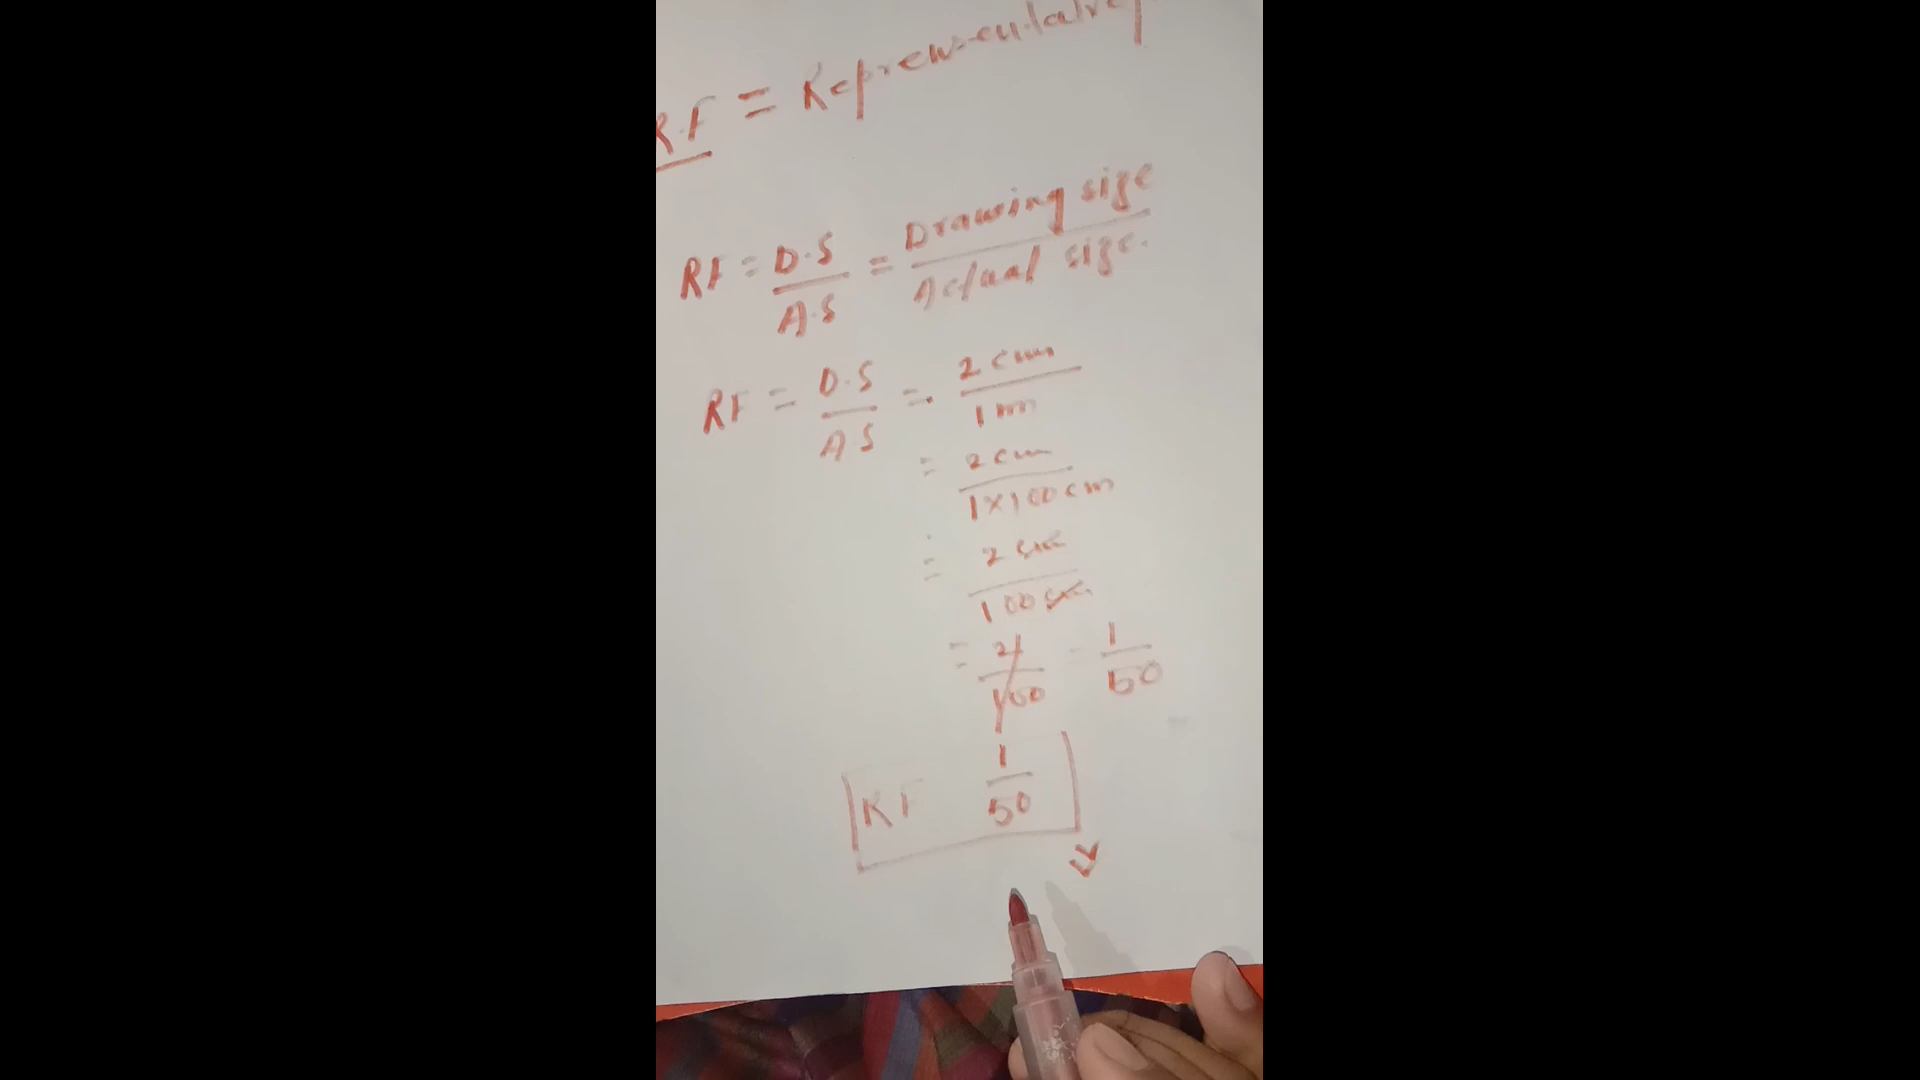 R.F =
RF = D.S / A.S = Drawing size / Actual size.
RF = D.S / A.S = 2 cm / 1 m
= 2 cm / 1×100 cm
= 2 cm / 100 cm
= 2 / 100 = 1 / 50
RF 1 / 50